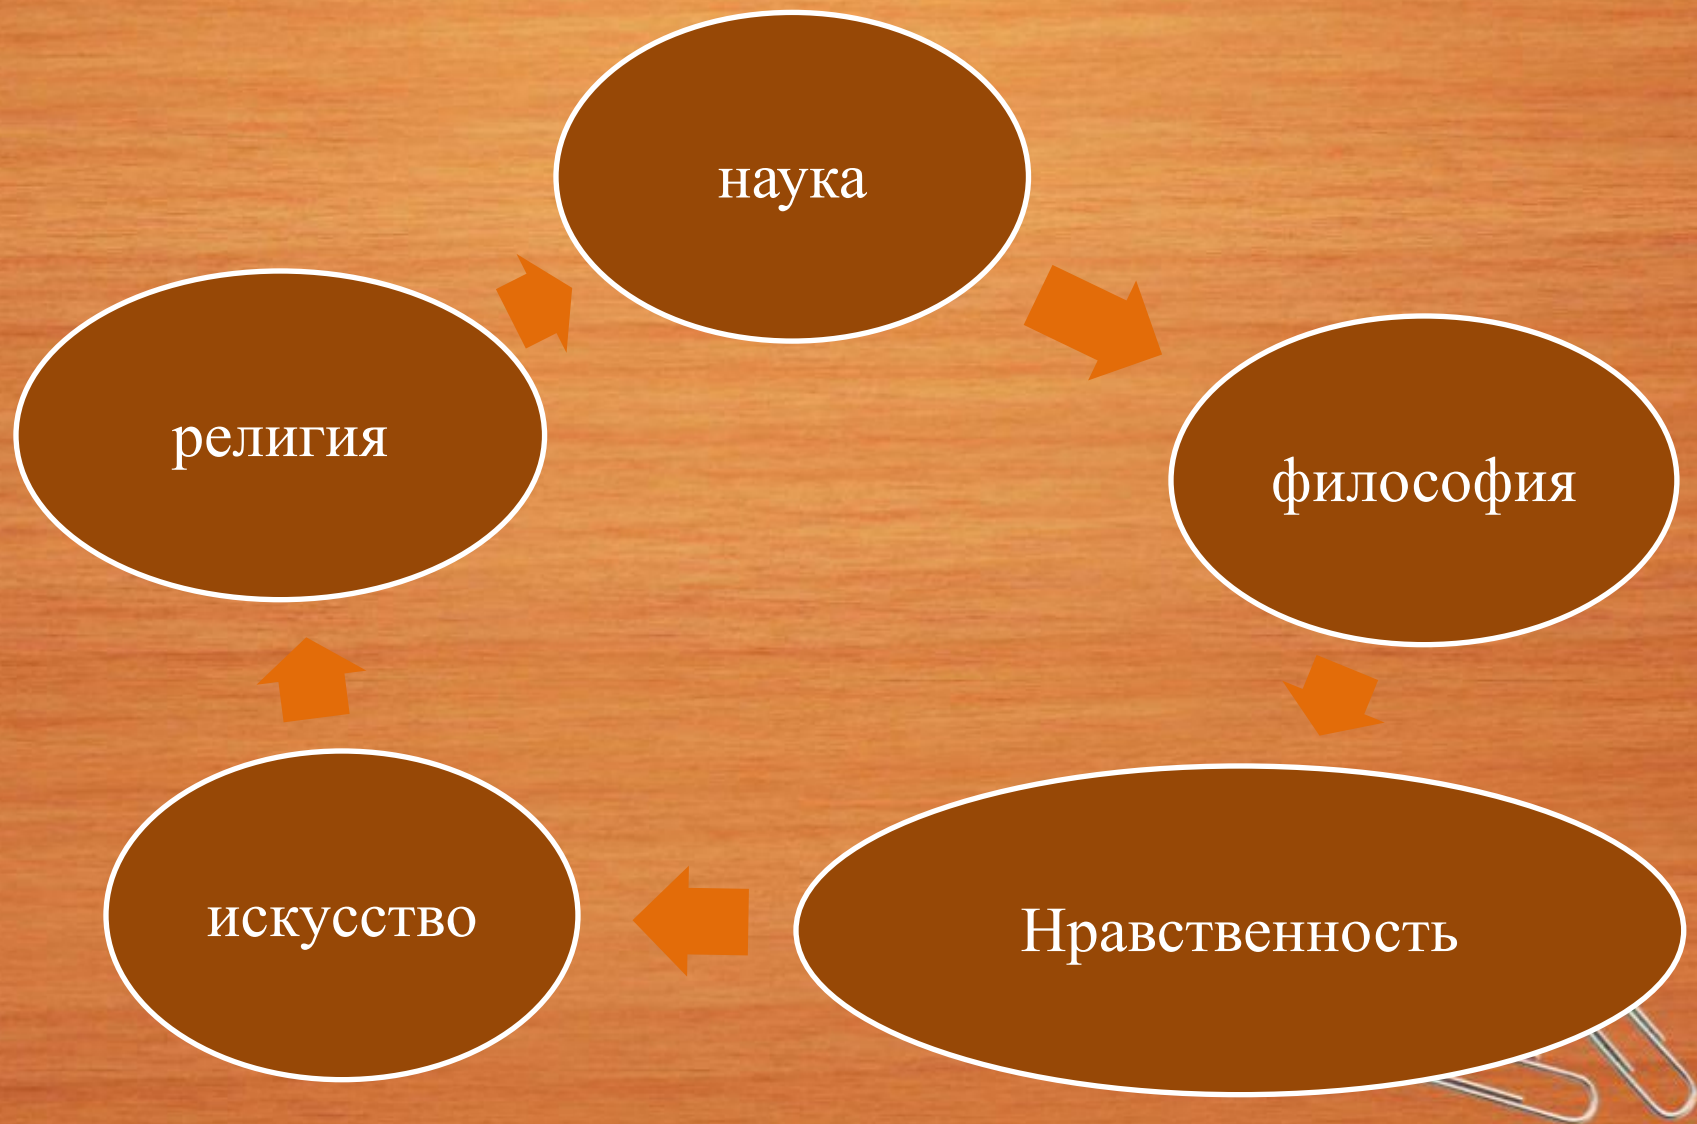 наука
религия
философия
искусство
Нравственность